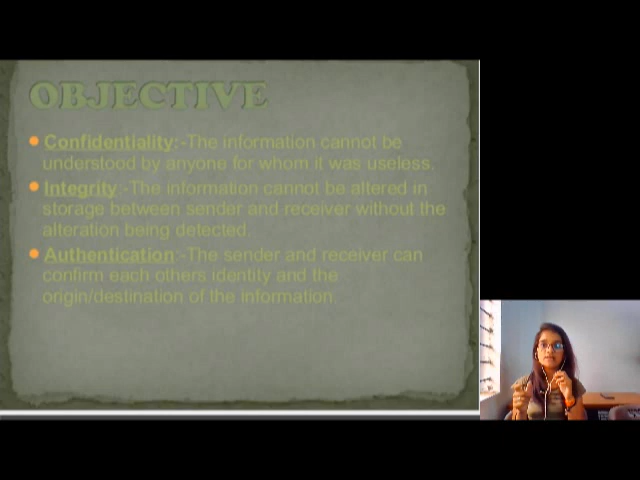 OBJECTIVE
Confidentiality:-The information cannot be
understood by anyone for whom it was useless.
Integrity:-The information cannot be altered in
storage between sender and receiver without the
alteration being detected.
Authentication:-The sender and receiver can
confirm each others identity and the
origin/destination of the information.